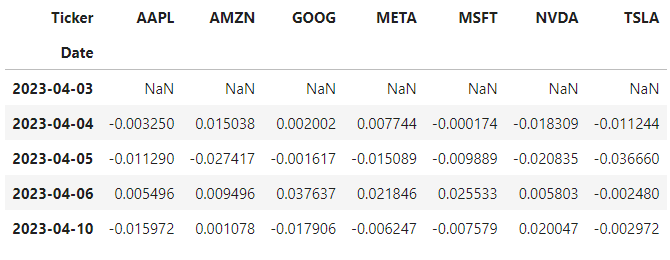 Ticker AAPL AMZN GOOG META MSFT NVDA TSLA
Date
2023-04-03 NaN NaN NaN NaN NaN NaN NaN
2023-04-04 -0.003250 0.015038 0.002002 0.007744 -0.000174 -0.018309 -0.011244
2023-04-05 -0.011290 -0.027417 -0.001617 -0.015089 -0.009889 -0.020835 -0.036660
2023-04-06 0.005496 0.009496 0.037637 0.021846 0.025533 0.005803 -0.002480
2023-04-10 -0.015972 0.001078 -0.017906 -0.006247 -0.007579 0.020047 -0.002972